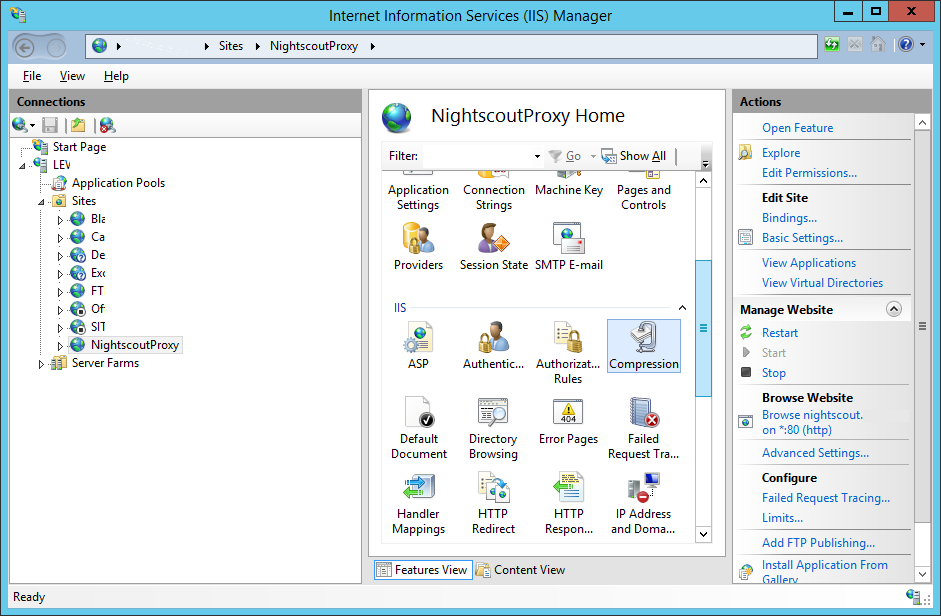 Internet Information Services (IIS) Manager
Sites
NightscoutProxy
File View Help
Connections
Start Page
LEV
Application Pools
Sites
Bla
Ca
De
Exc
FT
Of
SIT
NightscoutProxy
Server Farms
NightscoutProxy Home
Filter: Go Show All
Application Settings
Connection Strings
Machine Key
Pages and Controls
Providers
Session State
SMTP E-mail
IIS
ASP
Authentic...
Authorizat... Rules
Compression
Default Document
Directory Browsing
Error Pages
404
Failed Request Tra...
Handler Mappings
HTTP Redirect
HTTP Respon...
IP Address and Doma...
Features View
Content View
Actions
Open Feature
Explore
Edit Permissions...
Edit Site
Bindings...
Basic Settings...
View Applications
View Virtual Directories
Manage Website
Restart
Start
Stop
Browse Website
Browse nightscout.
on *:80 (http)
Advanced Settings...
Configure
Failed Request Tracing...
Limits...
Add FTP Publishing...
Install Application From
Gallery
Ready